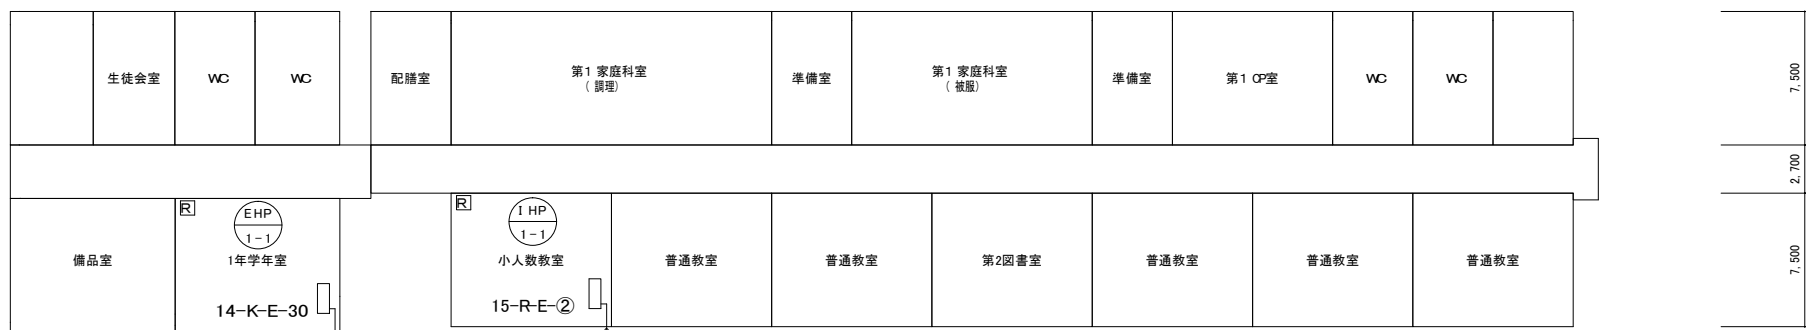 生徒会室
WC
WC
配膳室
第1 家庭科室
( 調理)
準備室
第1 家庭科室
( 被服)
準備室
第1 CP室
WC
WC
7,500
2,700
R
EHP
1-1
R
I HP
1-1
備品室
1年学年室
小人数教室
普通教室
普通教室
第2図書室
普通教室
普通教室
普通教室
7,500
14-K-E-30
15-R-E-②